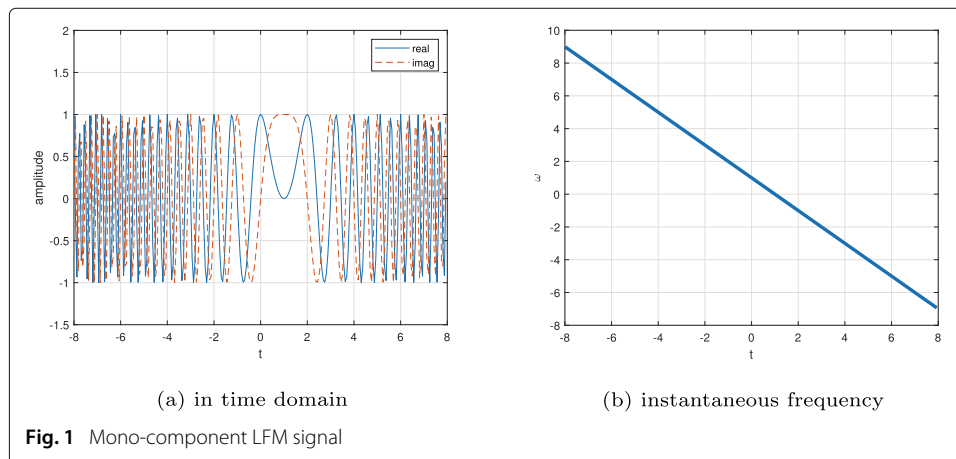 2
1.5
1
0.5
0
-0.5
-1
-1.5
amplitude
-8 -6 -4 -2 0 2 4 6 8
t
real
imag
(a) in time domain
10
8
6
4
2
0
-2
-4
-6
-8
ω
-8 -6 -4 -2 0 2 4 6 8
t
(b) instantaneous frequency
Fig. 1 Mono-component LFM signal